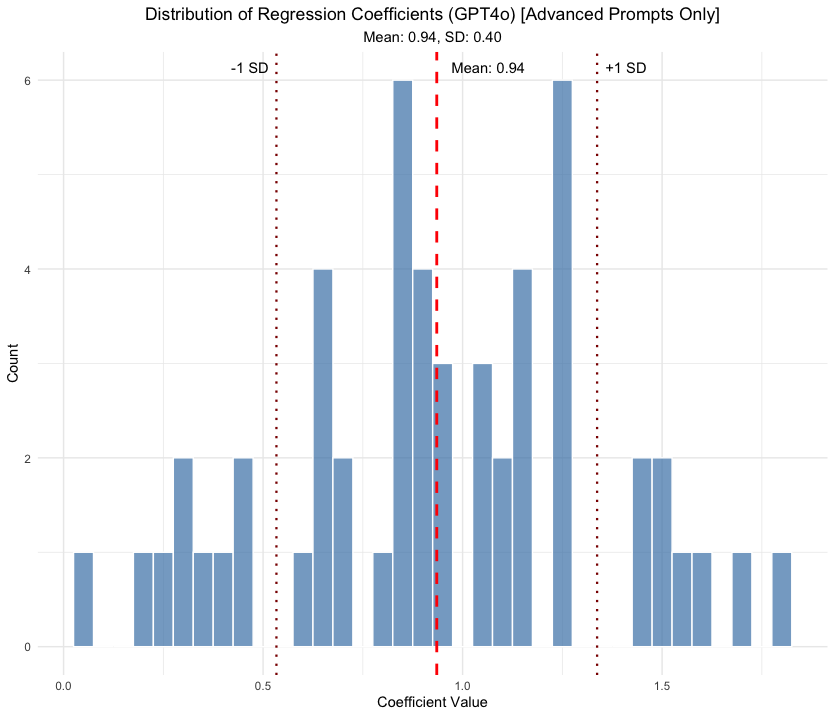 Distribution of Regression Coefficients (GPT4o) [Advanced Prompts Only]
Mean: 0.94, SD: 0.40
-1 SD
Mean: 0.94
+1 SD
6
4
2
0
Count
0.0
0.5
1.0
1.5
Coefficient Value